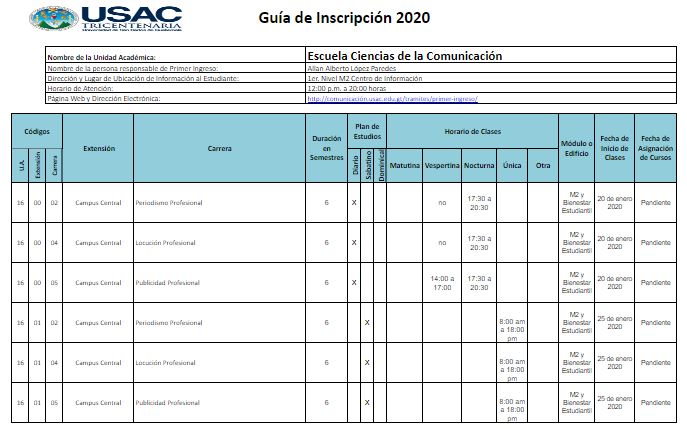 USAC
TRICENTENARIA
Universidad de San Carlos de Guatemala
Guía de Inscripción 2020
Nombre de la Unidad Académica: Escuela Ciencias de la Comunicación
Nombre de la persona responsable de Primer Ingreso: Allan Alberto López Paredes
Dirección y Lugar de Ubicación de Información al Estudiante: 1er. Nivel M2 Centro de Información
Horario de Atención: 12:00 p.m. a 20:00 horas
Página Web y Dirección Electrónica: http://comunicación.usac.edu.gt/tramites/primer-ingreso/
Códigos Extensión Carrera Duración en Semestres Plan de Estudios Horario de Clases Módulo o Edificio Fecha de Inicio de Clases Fecha de Asignación de Cursos
U.A. Extensión Carrera Diario Sabatino Dominical Matutina Vespertina Nocturna Única Otra
16 00 02 Campus Central Periodismo Profesional 6 X no 17:30 a 20:30 M2 y Bienestar Estudiantil 20 de enero 2020 Pendiente
16 00 04 Campus Central Locución Profesional 6 X no 17:30 a 20:30 M2 y Bienestar Estudiantil 20 de enero 2020 Pendiente
16 00 05 Campus Central Publicidad Profesional 6 X 14:00 a 17:00 17:30 a 20:30 M2 y Bienestar Estudiantil 20 de enero 2020 Pendiente
16 01 02 Campus Central Periodismo Profesional 6 X 8:00 am a 18:00 pm M2 y Bienestar Estudiantil 25 de enero 2020 Pendiente
16 01 04 Campus Central Locución Profesional 6 X 8:00 am a 18:00 pm M2 y Bienestar Estudiantil 25 de enero 2020 Pendiente
16 01 05 Campus Central Publicidad Profesional 6 X 8:00 am a 18:00 pm M2 y Bienestar Estudiantil 25 de enero 2020 Pendiente